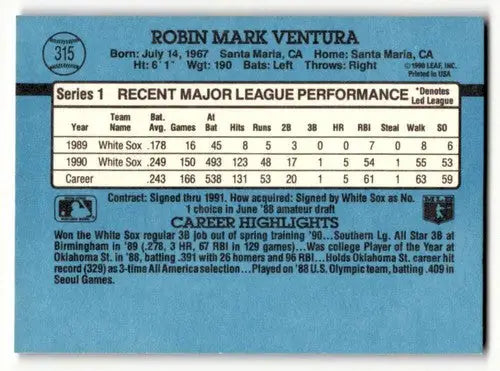 315
ROBIN MARK VENTURA
Born: July 14, 1967 Santa Maria, CA Home: Santa Maria, CA
Ht: 6' 1" Wgt: 190 Bats: Left Throws: Right
©1990 LEAF, INC.
Printed in USA
Series 1 RECENT MAJOR LEAGUE PERFORMANCE *Denotes Led League
Year Team Name Bat. Avg. Games At Bat Hits Runs 2B 3B HR RBI Steal Walk SO
1989 White Sox .178 16 45 8 5 3 0 0 7 0 8 6
1990 White Sox .249 150 493 123 48 17 1 5 54 1 55 53
Career .243 166 538 131 53 20 1 5 61 1 63 59
Contract: Signed thru 1991. How acquired: Signed by White Sox as No.
1 choice in June '88 amateur draft
CAREER HIGHLIGHTS
Won the White Sox regular 3B job out of spring training '90...Southern Lg. All Star 3B at
Birmingham in '89 (.278, 3 HR, 67 RBI in 129 games)...Was college Player of the Year at
Oklahoma St. in '88, batting .391 with 26 homers and 96 RBI...Holds Oklahoma St. career hit
record (329) as 3-time All America selection...Played on '88 U.S. Olympic team, batting .409 in
Seoul Games.
MLB